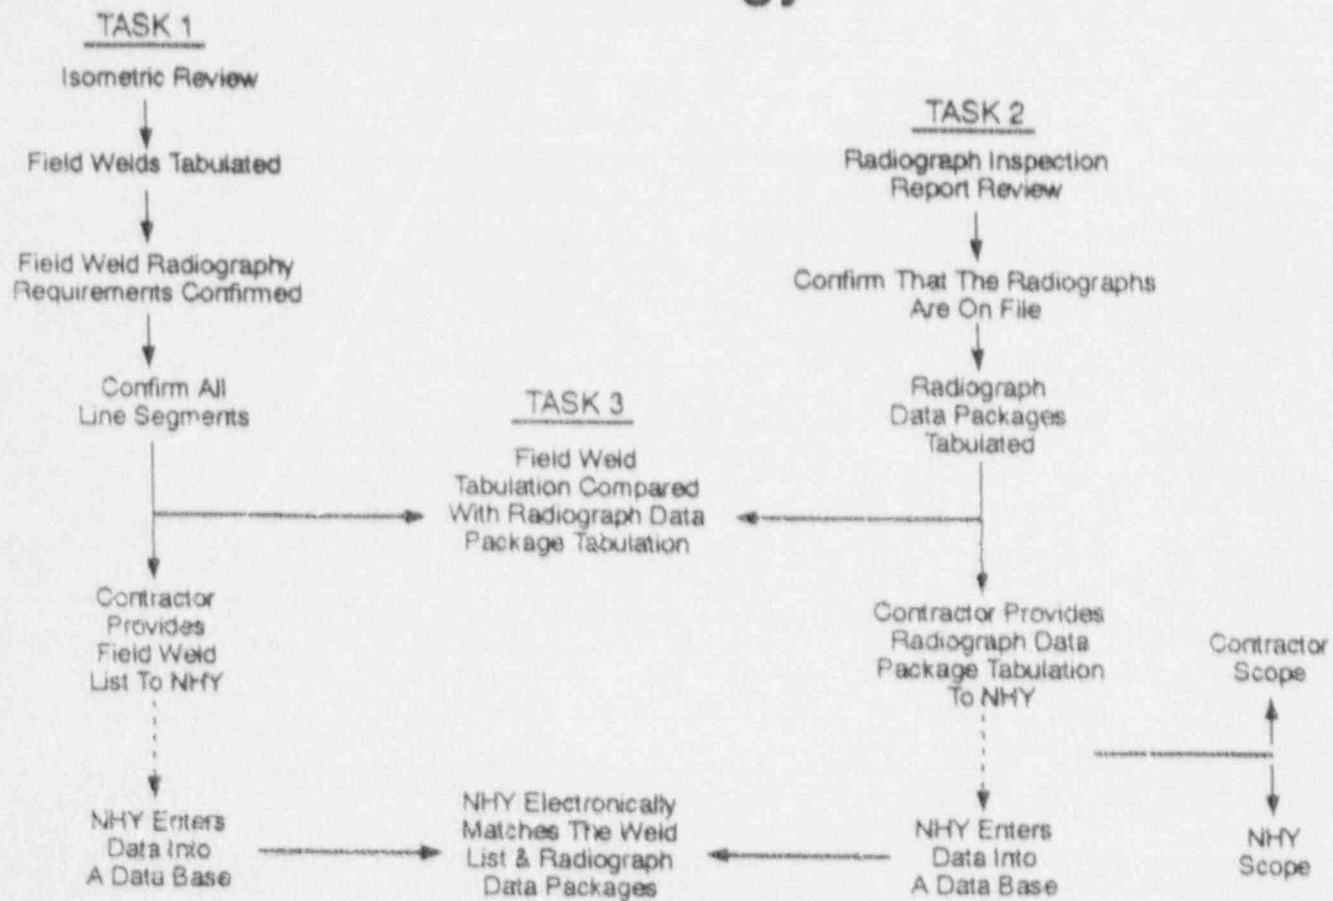 TASK 1
Isometric Review
Field Welds Tabulated
Field Weld Radiography
Requirements Confirmed
Confirm All
Line Segments
Contractor
Provides
Field Weld
List To NHY
NHY Enters
Data Into
A Data Base
TASK 3
Field Weld
Tabulation Compared
With Radiograph Data
Package Tabulation
NHY Electronically
Matches The Weld
List & Radiograph
Data Packages
TASK 2
Radiograph Inspection
Report Review
Confirm That The Radiographs
Are On File
Radiograph
Data Packages
Tabulated
Contractor Provides
Radiograph Data
Package Tabulation
To NHY
NHY Enters
Data Into
A Data Base
Contractor
Scope
NHY
Scope